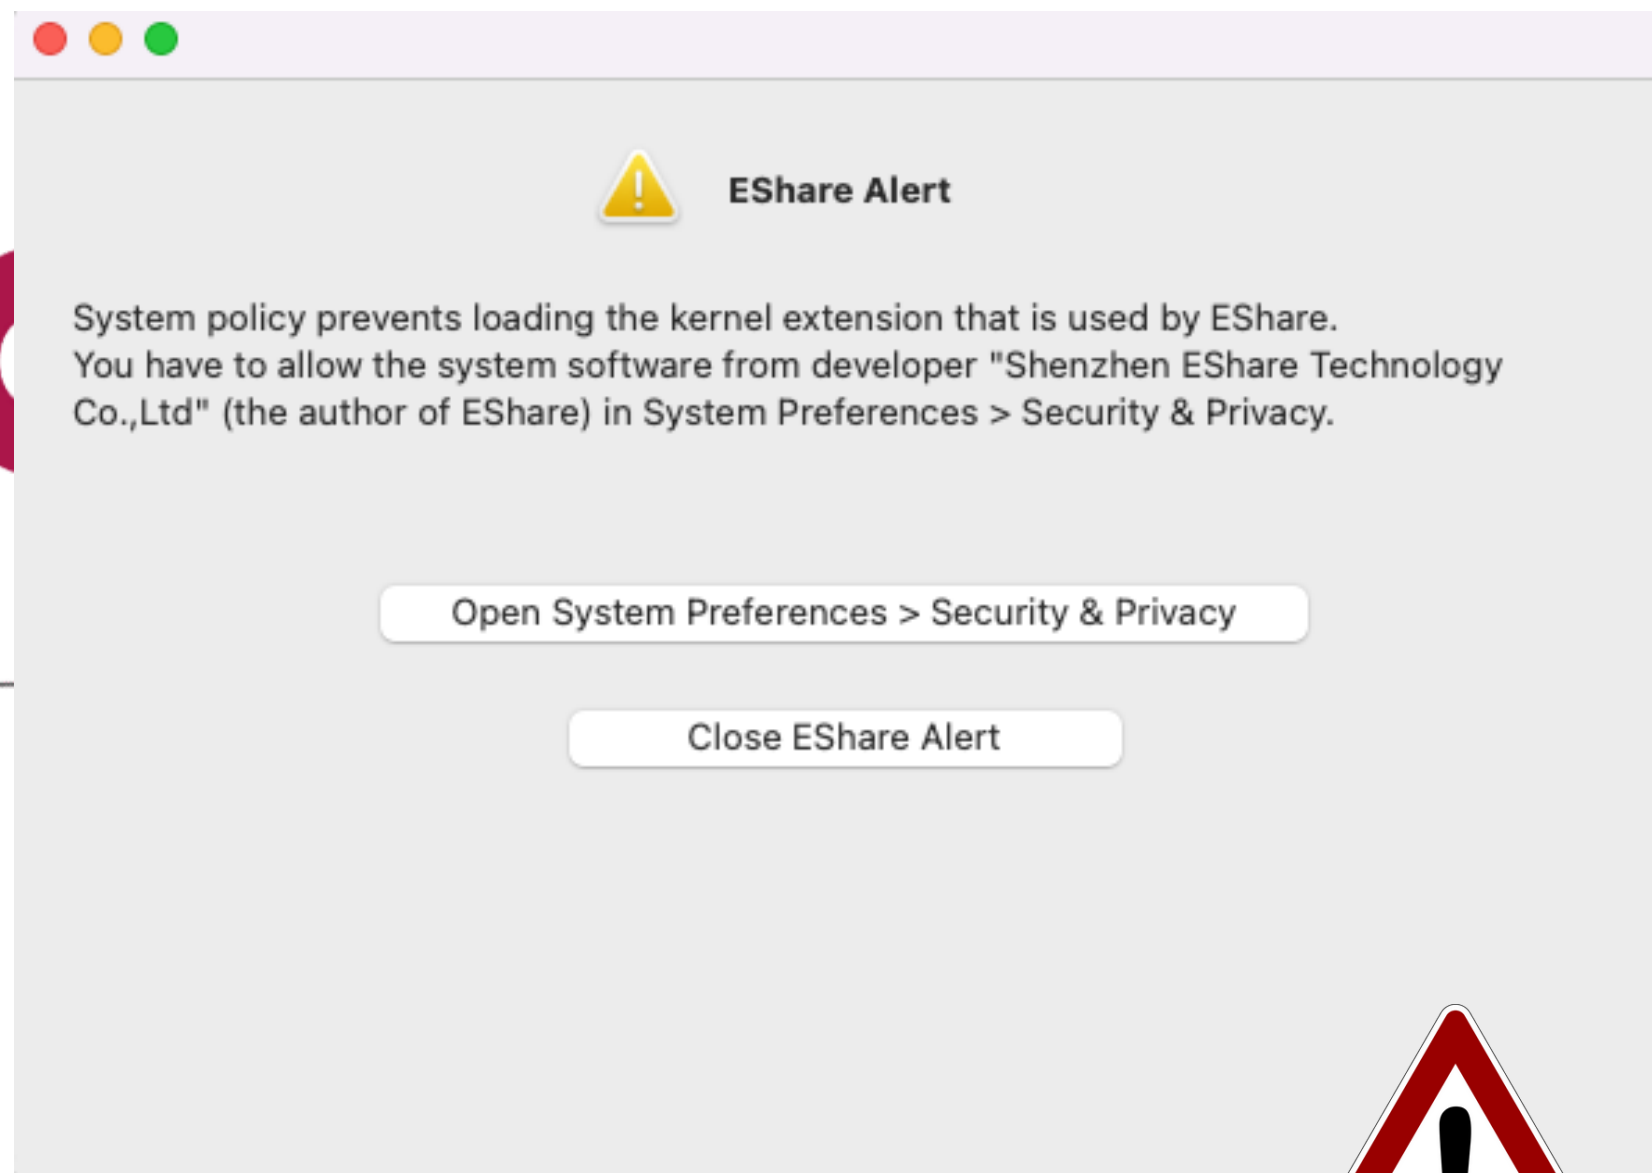 EShare Alert
System policy prevents loading the kernel extension that is used by EShare.
You have to allow the system software from developer "Shenzhen EShare Technology
Co.,Ltd" (the author of EShare) in System Preferences > Security & Privacy.
Open System Preferences > Security & Privacy
Close EShare Alert